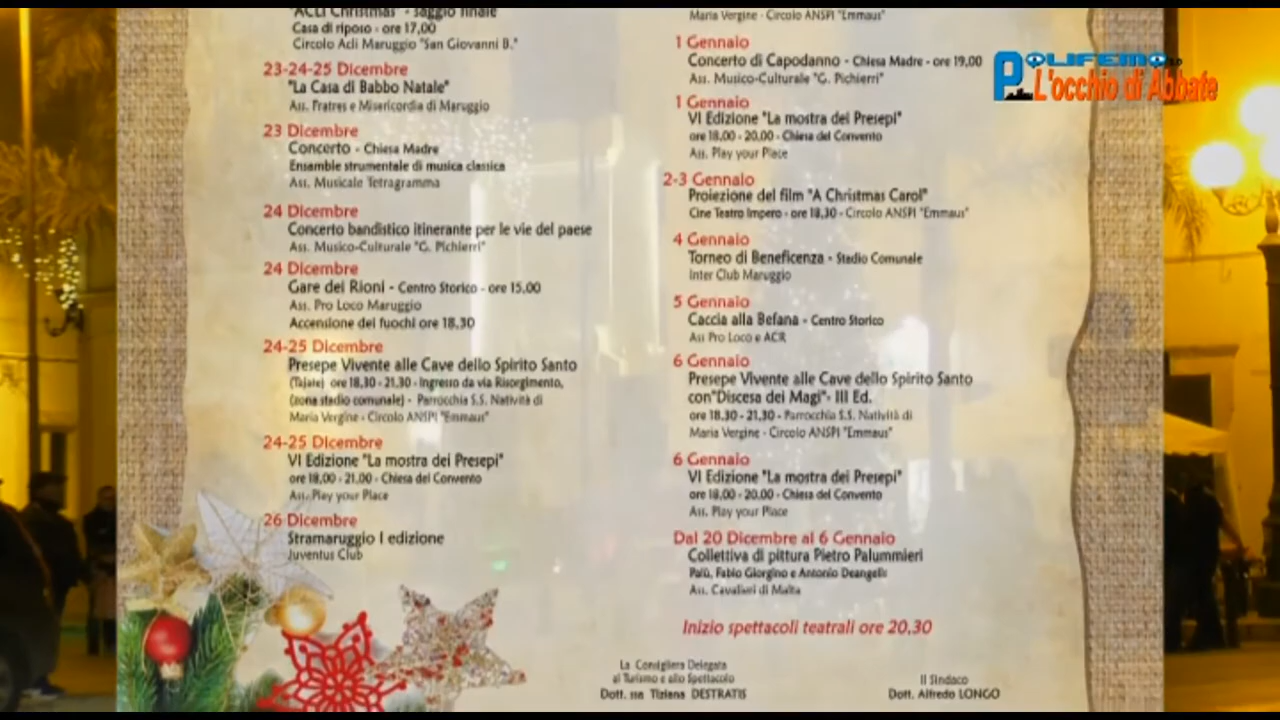 "ACLI Christmas" - saggio finale
Casa di riposo - ore 17,00
Circolo Acli Maruggio "San Giovanni B."
23-24-25 Dicembre
"La Casa di Babbo Natale"
Ass. Fratres e Misericordia di Maruggio
23 Dicembre
Concerto - Chiesa Madre
Ensamble strumentale di musica classica
Ass. Musicale Tetragramma
24 Dicembre
Concerto bandistico itinerante per le vie del paese
Ass. Musico-Culturale "G. Pichierri"
24 Dicembre
Gare dei Rioni - Centro Storico - ore 15,00
Ass. Pro Loco Maruggio
Accensione dei fuochi ore 18,30
24-25 Dicembre
Presepe Vivente alle Cave dello Spirito Santo
(Tajate) ore 18,30 - 21,30 - Ingresso da via Risorgimento,
(zona stadio comunale) - Parrocchia S.S. Natività di
Maria Vergine - Circolo ANSPI "Emmaus"
24-25 Dicembre
VI Edizione "La mostra dei Presepi"
ore 18,00 - 21,00 - Chiesa del Convento
Ass. Play your Place
26 Dicembre
Stramaruggio I edizione
Juventus Club
Maria Vergine - Circolo ANSPI "Emmaus"
1 Gennaio
Concerto di Capodanno - Chiesa Madre - ore 19,00
Ass. Musico-Culturale "G. Pichierri"
1 Gennaio
VI Edizione "La mostra dei Presepi"
ore 18,00 - 20,00 - Chiesa del Convento
Ass. Play your Place
2-3 Gennaio
Proiezione del film "A Christmas Carol"
Cine Teatro Impero - ore 18,30 - Circolo ANSPI "Emmaus"
4 Gennaio
Torneo di Beneficenza - Stadio Comunale
Inter Club Maruggio
5 Gennaio
Caccia alla Befana - Centro Storico
Ass Pro Loco e ACR
6 Gennaio
Presepe Vivente alle Cave dello Spirito Santo
con"Discesa dei Magi"- III Ed.
ore 18,30 - 21,30 - Parrocchia S.S. Natività di
Maria Vergine - Circolo ANSPI "Emmaus"
6 Gennaio
VI Edizione "La mostra dei Presepi"
ore 18,00 - 20,00 - Chiesa del Convento
Ass. Play your Place
Dal 20 Dicembre al 6 Gennaio
Collettiva di pittura Pietro Palummieri
Palù, Fabio Giorgino e Antonio Deangelis
Ass. Cavalieri di Malta
Inizio spettacoli teatrali ore 20,30
La Consigliera Delegata
al Turismo e allo Spettacolo
Dott. ssa Tiziana DESTRATIS
Il Sindaco
Dott. Alfredo LONGO
POLIFEMO
L'occhio di Abbate